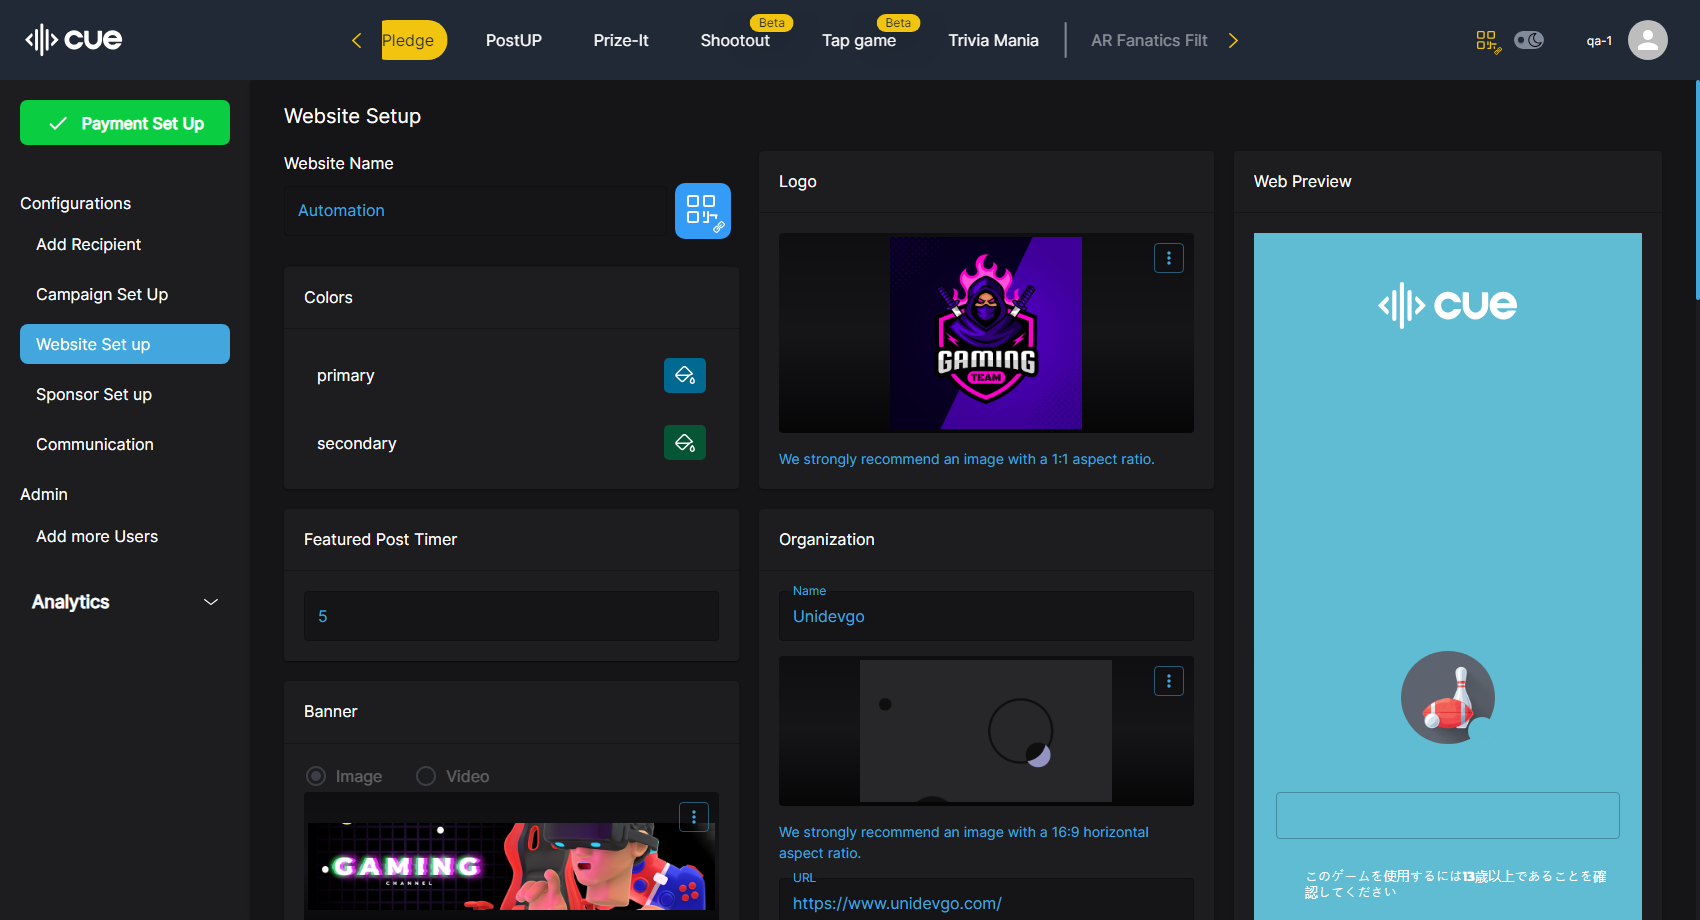 cue
Pledge
PostUP
Prize-It
Shootout
Beta
Tap game
Beta
Trivia Mania
AR Fanatics Filt
qa-1
Payment Set Up
Configurations
Add Recipient
Campaign Set Up
Website Set up
Sponsor Set up
Communication
Admin
Add more Users
Analytics
Website Setup
Website Name
Automation
Colors
primary
secondary
Featured Post Timer
5
Banner
Image
Video
GAMING
CHANNEL
Logo
GAMING
TEAM
We strongly recommend an image with a 1:1 aspect ratio.
Organization
Name
Unidevgo
We strongly recommend an image with a 16:9 horizontal
aspect ratio.
URL
https://www.unidevgo.com/
Web Preview
cue
このゲームを使用するには13歳以上であることを確
認してください